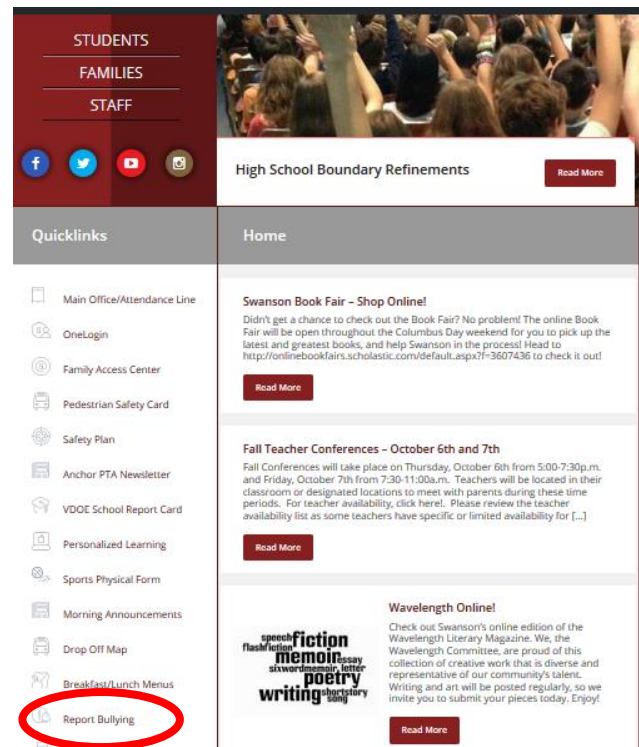 STUDENTS
FAMILIES
STAFF
High School Boundary Refinements
Read More
Quicklinks
Main Office/Attendance Line
OneLogin
Family Access Center
Pedestrian Safety Card
Safety Plan
Anchor PTA Newsletter
VDOE School Report Card
Personalized Learning
Sports Physical Form
Morning Announcements
Drop Off Map
Breakfast/Lunch Menus
Report Bullying
Home
Swanson Book Fair – Shop Online!
Didn't get a chance to check out the Book Fair? No problem! The online Book
Fair will be open throughout the Columbus Day weekend for you to pick up the
latest and greatest books, and help Swanson in the process! Head to
http://onlinebookfairs.scholastic.com/default.aspx?f=3607436 to check it out!
Read More
Fall Teacher Conferences – October 6th and 7th
Fall Conferences will take place on Thursday, October 6th from 5:00-7:30p.m.
and Friday, October 7th from 7:30-11:00a.m. Teachers will be located in their
classroom or designated locations to meet with parents during these time
periods. For teacher availability, click here!. Please review the teacher
availability list as some teachers have specific or limited availability for [...]
Read More
speech fiction
flashfiction
memoir essay
sixwordmemoir, letter
poetry
writing shortstory
song
Wavelength Online!
Check out Swanson's online edition of the
Wavelength Literary Magazine. We, the
Wavelength Committee, are proud of this
collection of creative work that is diverse and
representative of our community's talent.
Writing and art will be posted regularly, so we
invite you to submit your pieces today. Enjoy!
Read More